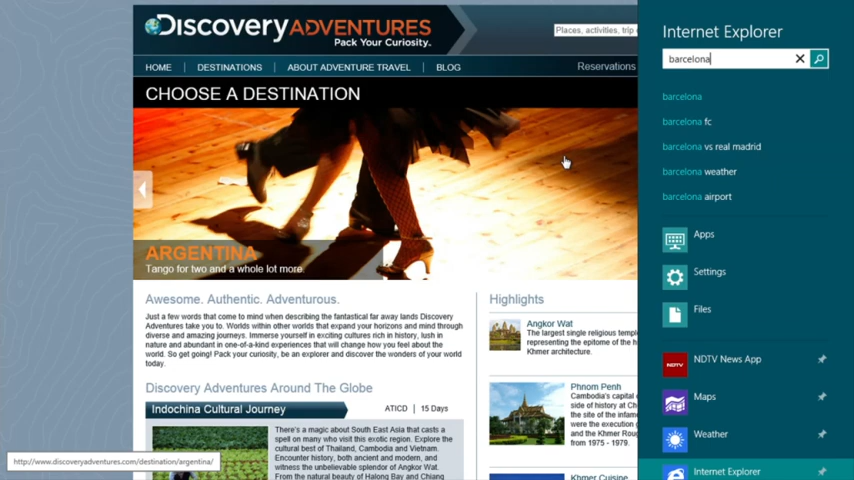 Discovery ADVENTURES
Pack Your Curiosity.
Places, activities, trip
HOME
DESTINATIONS
ABOUT ADVENTURE TRAVEL
BLOG
Reservations
CHOOSE A DESTINATION
ARGENTINA
Tango for two and a whole lot more.
Awesome. Authentic. Adventurous.
Just a few words that come to mind when describing the fantastical far away lands Discovery
Adventures take you to. Worlds within other worlds that expand your horizons and mind through
diverse and amazing journeys. Immerse yourself in exciting cultures rich in history, lush in
nature and abundant in one-of-a-kind experiences that will change how you feel about the
world. So get going! Pack your curiosity, be an explorer and discover the wonders of your world
today.
Discovery Adventures Around The Globe
Indochina Cultural Journey
ATICD
15 Days
There's a magic about South East Asia that casts a
spell on many who visit this exotic region. Explore the
cultural best of Thailand, Cambodia and Vietnam.
Encounter history, both ancient and modern, and
witness the unbelievable splendor of Angkor Wat.
From the natural beauty of Halong Bay and Chiang
Highlights
Angkor Wat
The largest single religious temple
representing the epitome of the h
Khmer architecture.
Phnom Penh
Cambodia's capital
side of history at Ch
site of the infamous
were the execution g
and the Khmer Roug
from 1975 - 1979.
Khmer Cuisine
http://www.discoveryadventures.com/destination/argentina/
Internet Explorer
barcelona
barcelona
barcelona fc
barcelona vs real madrid
barcelona weather
barcelona airport
Apps
Settings
Files
NDTV
NDTV News App
Maps
Weather
Internet Explorer